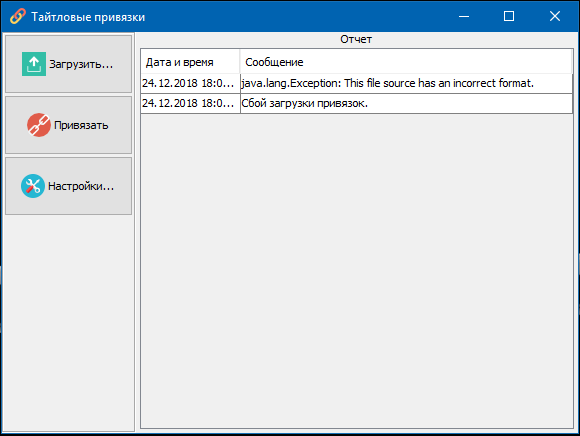 Тайтловые привязки
Загрузить...
Привязать
Настройки...
Отчет
Дата и время Сообщение
24.12.2018 18:0... java.lang.Exception: This file source has an incorrect format.
24.12.2018 18:0... Сбой загрузки привязок.